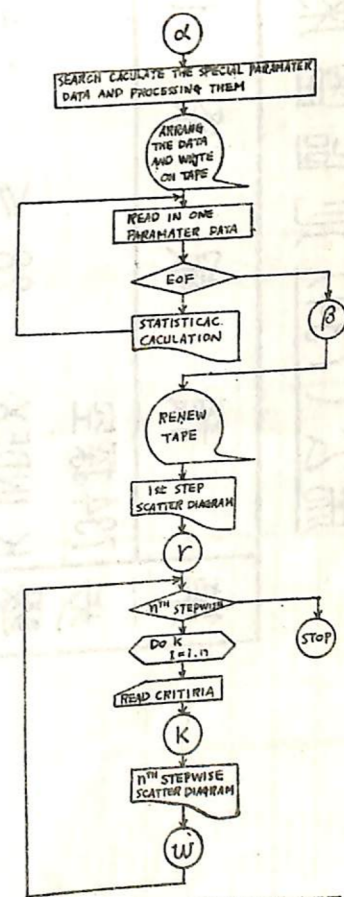 α
SEARCH CACULATE THE SPECIAL PARAMATER
DATA AND PROCESSING THEM
ARRANG
THE DATA
AND WRITE
ON TAPE
READ IN ONE
PARAMATER DATA
EOF
STATISTICAC.
CACULATION
β
RENEW
TAPE
1st STEP
SCATTER DIAGRAM
r
nTH STEPWISE
STOP
DO K
I=1.n
READ CRITIRIA
K
nTH STEPWISE
SCATTER DIAGRAM
W